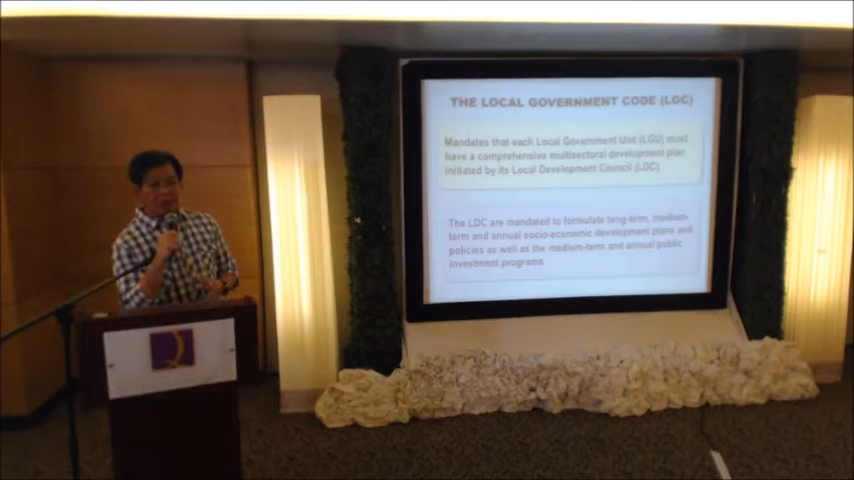 THE LOCAL GOVERNMENT CODE (LGC)
Mandates that each Local Government Unit (LGU) must
have a comprehensive multisectoral development plan
initiated by its Local Development Council (LDC).
The LDC are mandated to formulate long-term, medium-
term and annual socio-economic development plans and
policies as well as the medium-term and annual public
investment programs